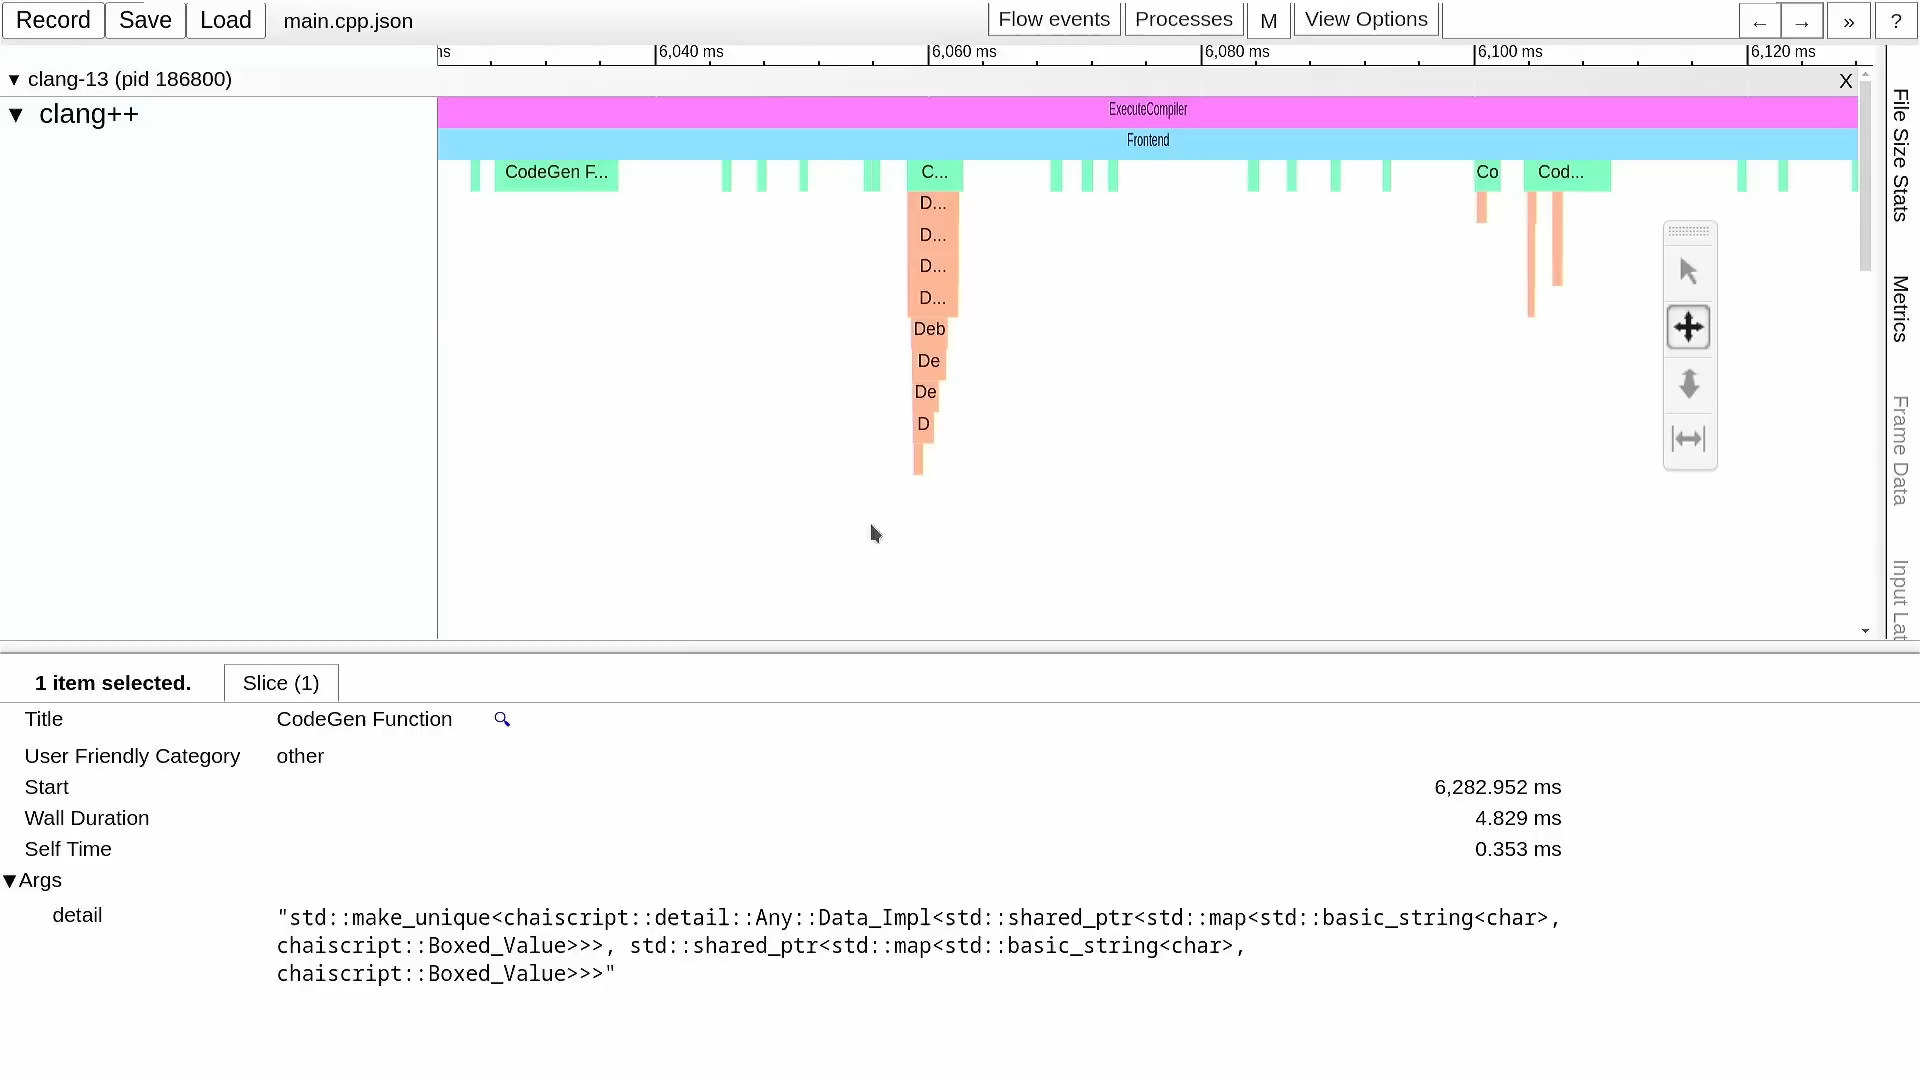 Record Save Load main.cpp.json Flow events Processes M View Options ← → » ?
ns 6,040 ms 6,060 ms 6,080 ms 6,100 ms 6,120 ms
▼ clang-13 (pid 186800) X
▼ clang++
ExecuteCompiler
Frontend
CodeGen F... C... Co Cod...
D...
D...
D...
D...
Deb
De
De
D
File Size Stats
Metrics
Frame Data
Input Lat
1 item selected. Slice (1)
Title CodeGen Function
User Friendly Category other
Start 6,282.952 ms
Wall Duration 4.829 ms
Self Time 0.353 ms
▼Args
detail "std::make_unique<chaiscript::detail::Any::Data_Impl<std::shared_ptr<std::map<std::basic_string<char>,
chaiscript::Boxed_Value>>>, std::shared_ptr<std::map<std::basic_string<char>,
chaiscript::Boxed_Value>>>"